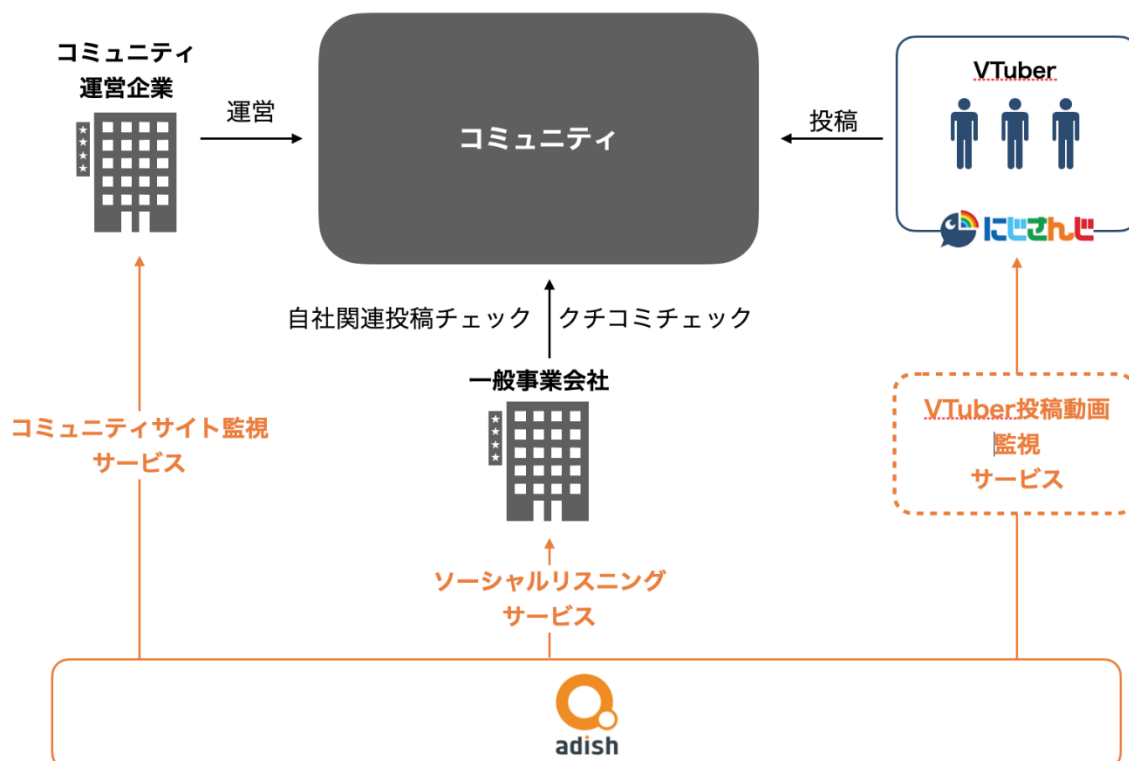 コミュニティ
運営企業
運営
コミュニティ
投稿
VTuber
にじさんじ
自社関連投稿チェック
クチコミチェック
一般事業会社
コミュニティサイト監視
サービス
ソーシャルリスニング
サービス
VTuber投稿動画
監視
サービス
adish